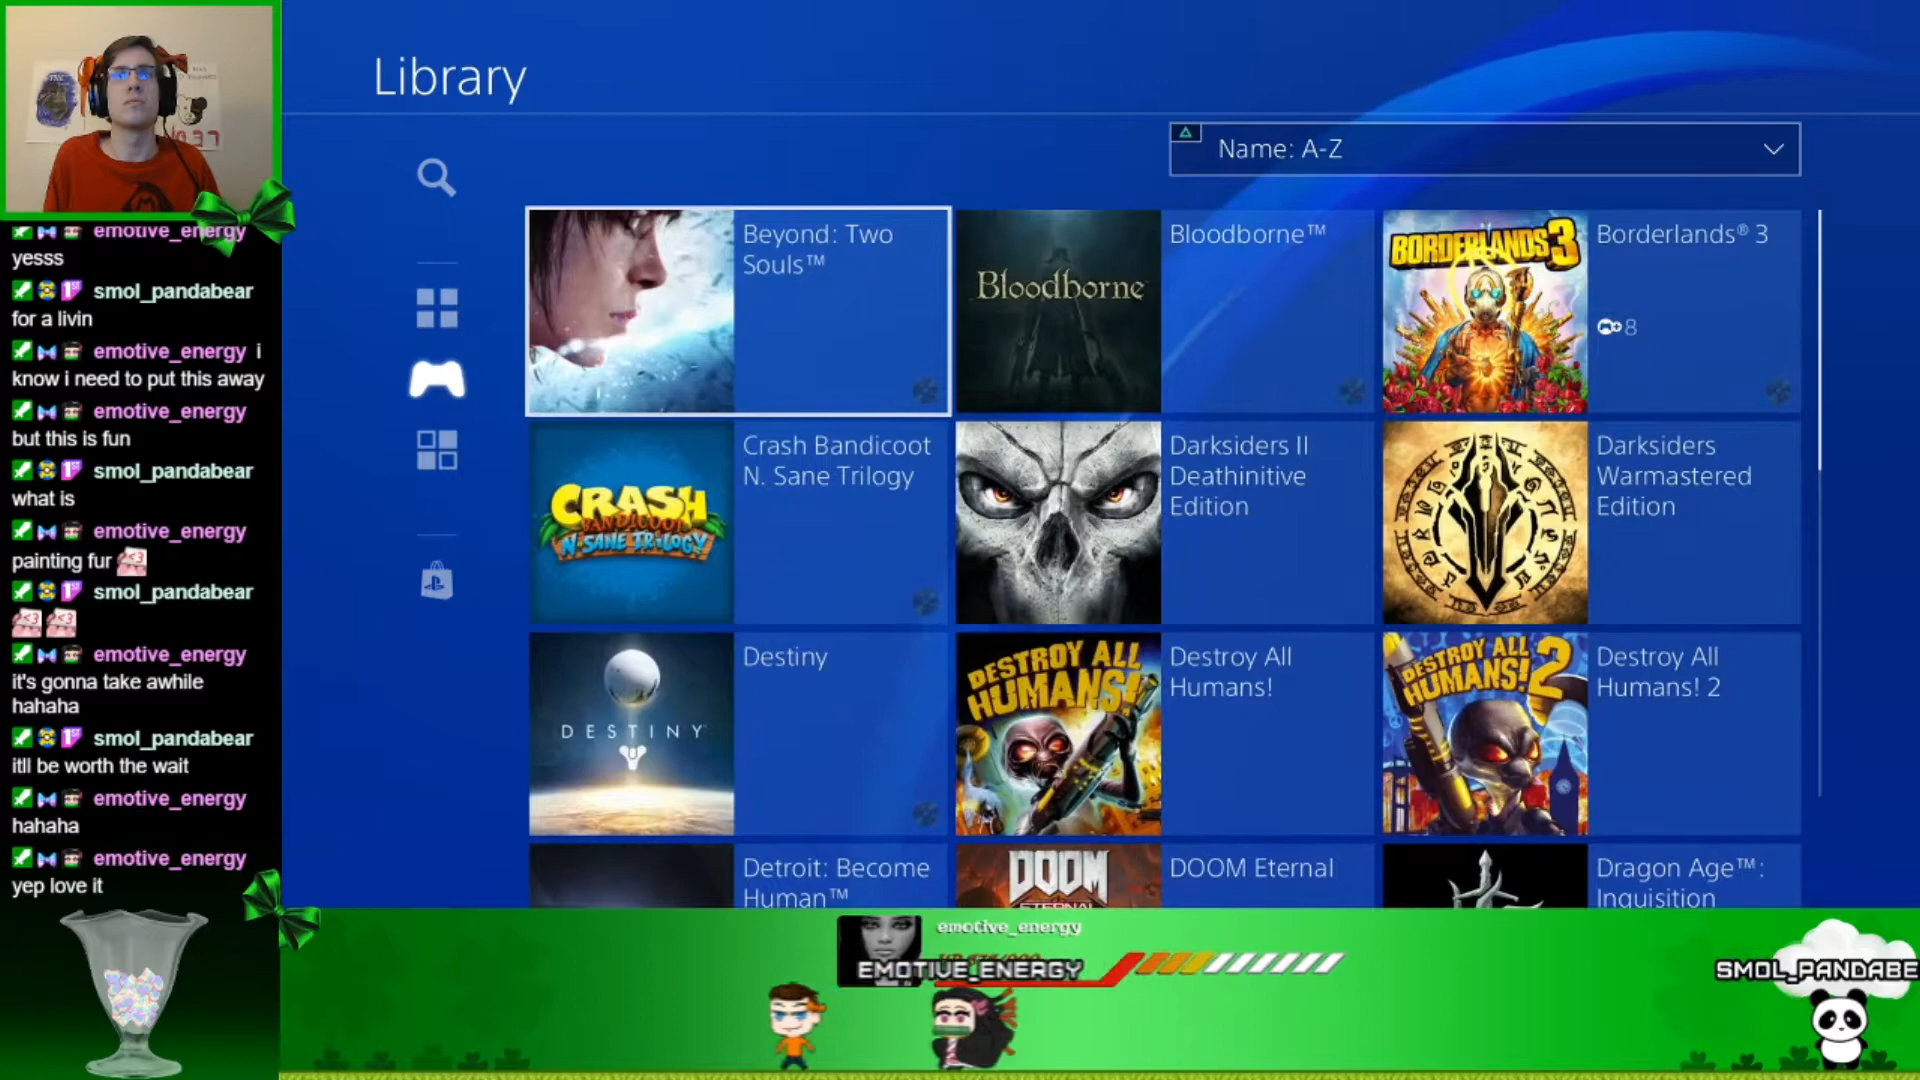 Library
Name: A-Z
emotive_energy
yesss
smol_pandabear
for a livin
emotive_energy i
know i need to put this away
emotive_energy
but this is fun
smol_pandabear
what is
emotive_energy
painting fur
smol_pandabear
emotive_energy
it's gonna take awhile
hahaha
smol_pandabear
itll be worth the wait
emotive_energy
hahaha
emotive_energy
yep love it
Beyond: Two
Souls™
Bloodborne
Bloodborne™
BORDERLANDS 3
Borderlands® 3
8
CRASH
BANDICOOT
N. SANE TRILOGY
Crash Bandicoot
N. Sane Trilogy
Darksiders II
Deathinitive
Edition
Darksiders
Warmastered
Edition
DESTINY
Destiny
DESTROY ALL
HUMANS!
Destroy All
Humans!
DESTROY ALL
HUMANS! 2
Destroy All
Humans! 2
Detroit: Become
Human™
DOOM
ETERNAL
DOOM Eternal
Dragon Age™:
Inquisition
emotive_energy
EMOTIVE_ENERGY
SMOL_PANDABE